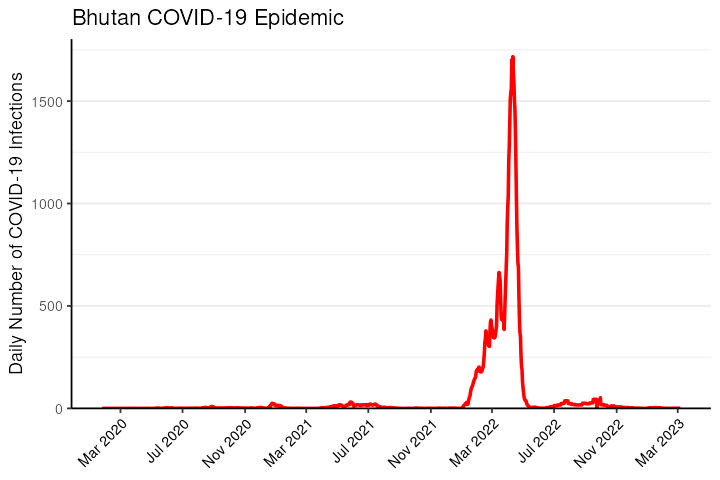 Bhutan COVID-19 Epidemic
Daily Number of COVID-19 Infections
1500
1000
500
0
Mar 2020
Jul 2020
Nov 2020
Mar 2021
Jul 2021
Nov 2021
Mar 2022
Jul 2022
Nov 2022
Mar 2023